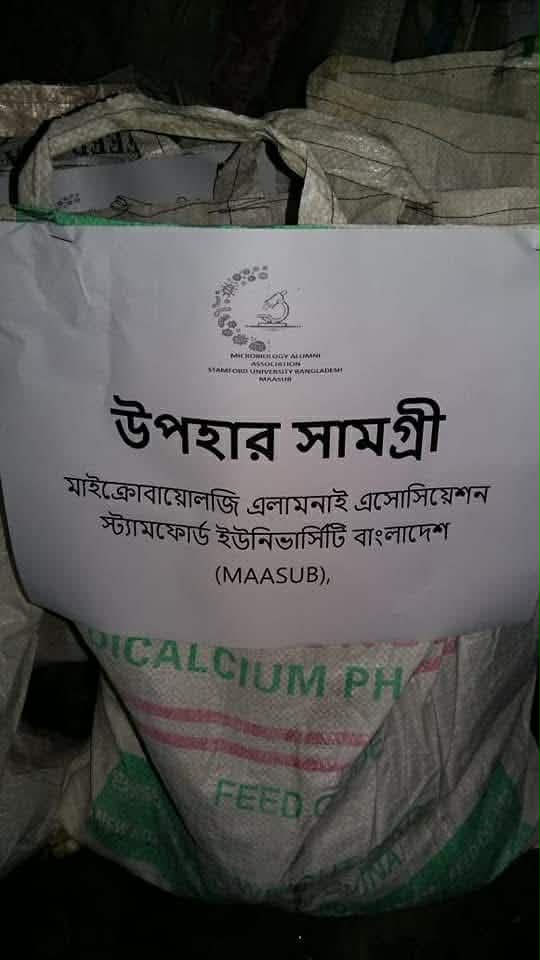 MICROBIOLOGY ALUMNI
ASSOCIATION
STAMFORD UNIVERSITY BANGLADESH
MAASUB
উপহার সামগ্রী
মাইক্রোবায়োলজি এলামনাই এসোসিয়েশন
স্ট্যামফোর্ড ইউনিভার্সিটি বাংলাদেশ
(MAASUB),
DICALCIUM PH
FEED